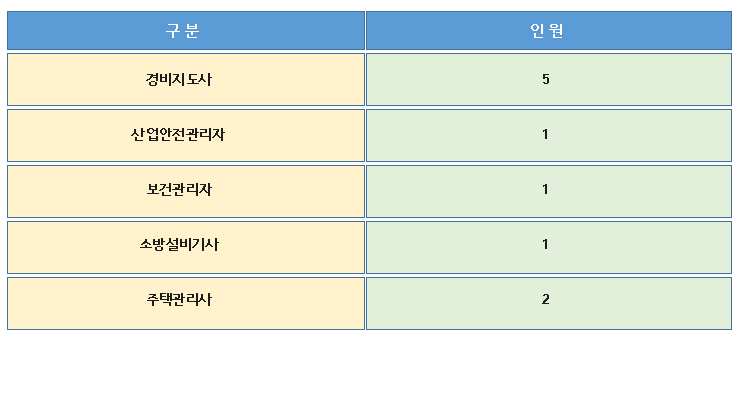 구 분 인 원
경비지도사 5
산업안전관리자 1
보건관리자 1
소방설비기사 1
주택관리사 2